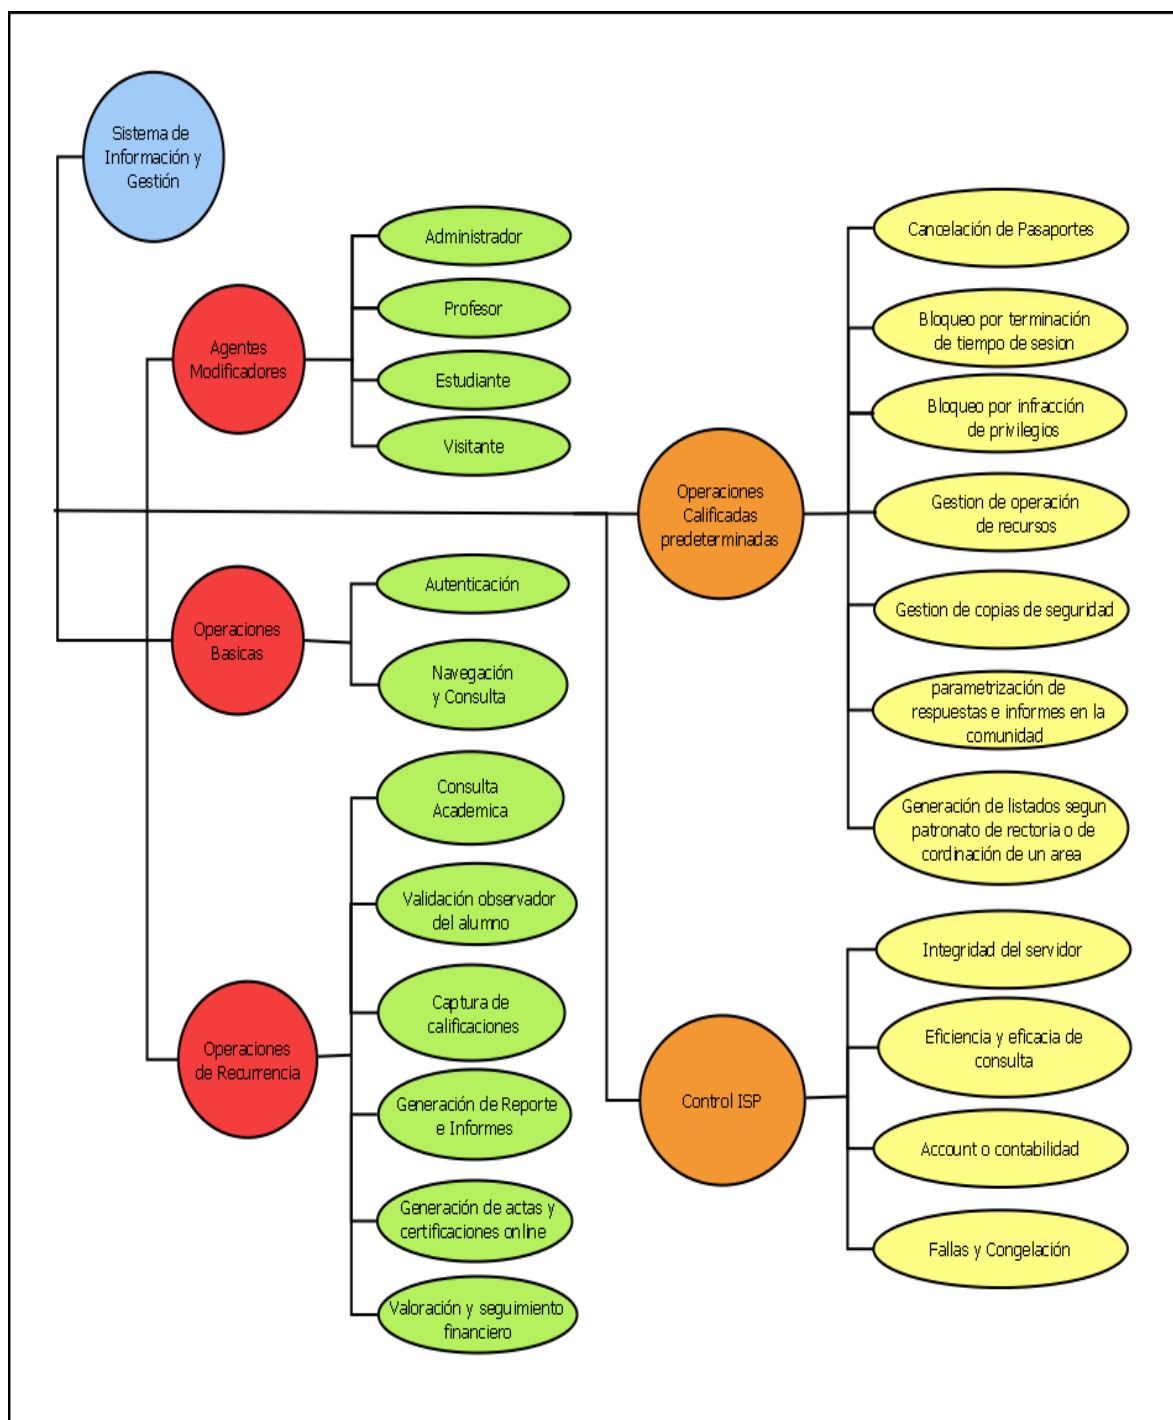 Sistema de
Información y
Gestión
Agentes
Modificadores
Administrador
Profesor
Estudiante
Visitante
Operaciones
Basicas
Autenticación
Navegación
y Consulta
Operaciones
de Recurrencia
Consulta
Academica
Validación observador
del alumno
Captura de
calificaciones
Generación de Reporte
e Informes
Generación de actas y
certificaciones online
Valoración y seguimiento
financiero
Operaciones
Calificadas
predeterminadas
Cancelación de Pasaportes
Bloqueo por terminación
de tiempo de sesion
Bloqueo por infracción
de privilegios
Gestion de operación
de recursos
Gestion de copias de seguridad
parametrización de
respuestas e informes en la
comunidad
Generación de listados segun
patronato de rectoria o de
cordinación de un area
Control ISP
Integridad del servidor
Eficiencia y eficacia de
consulta
Account o contabilidad
Fallas y Congelación